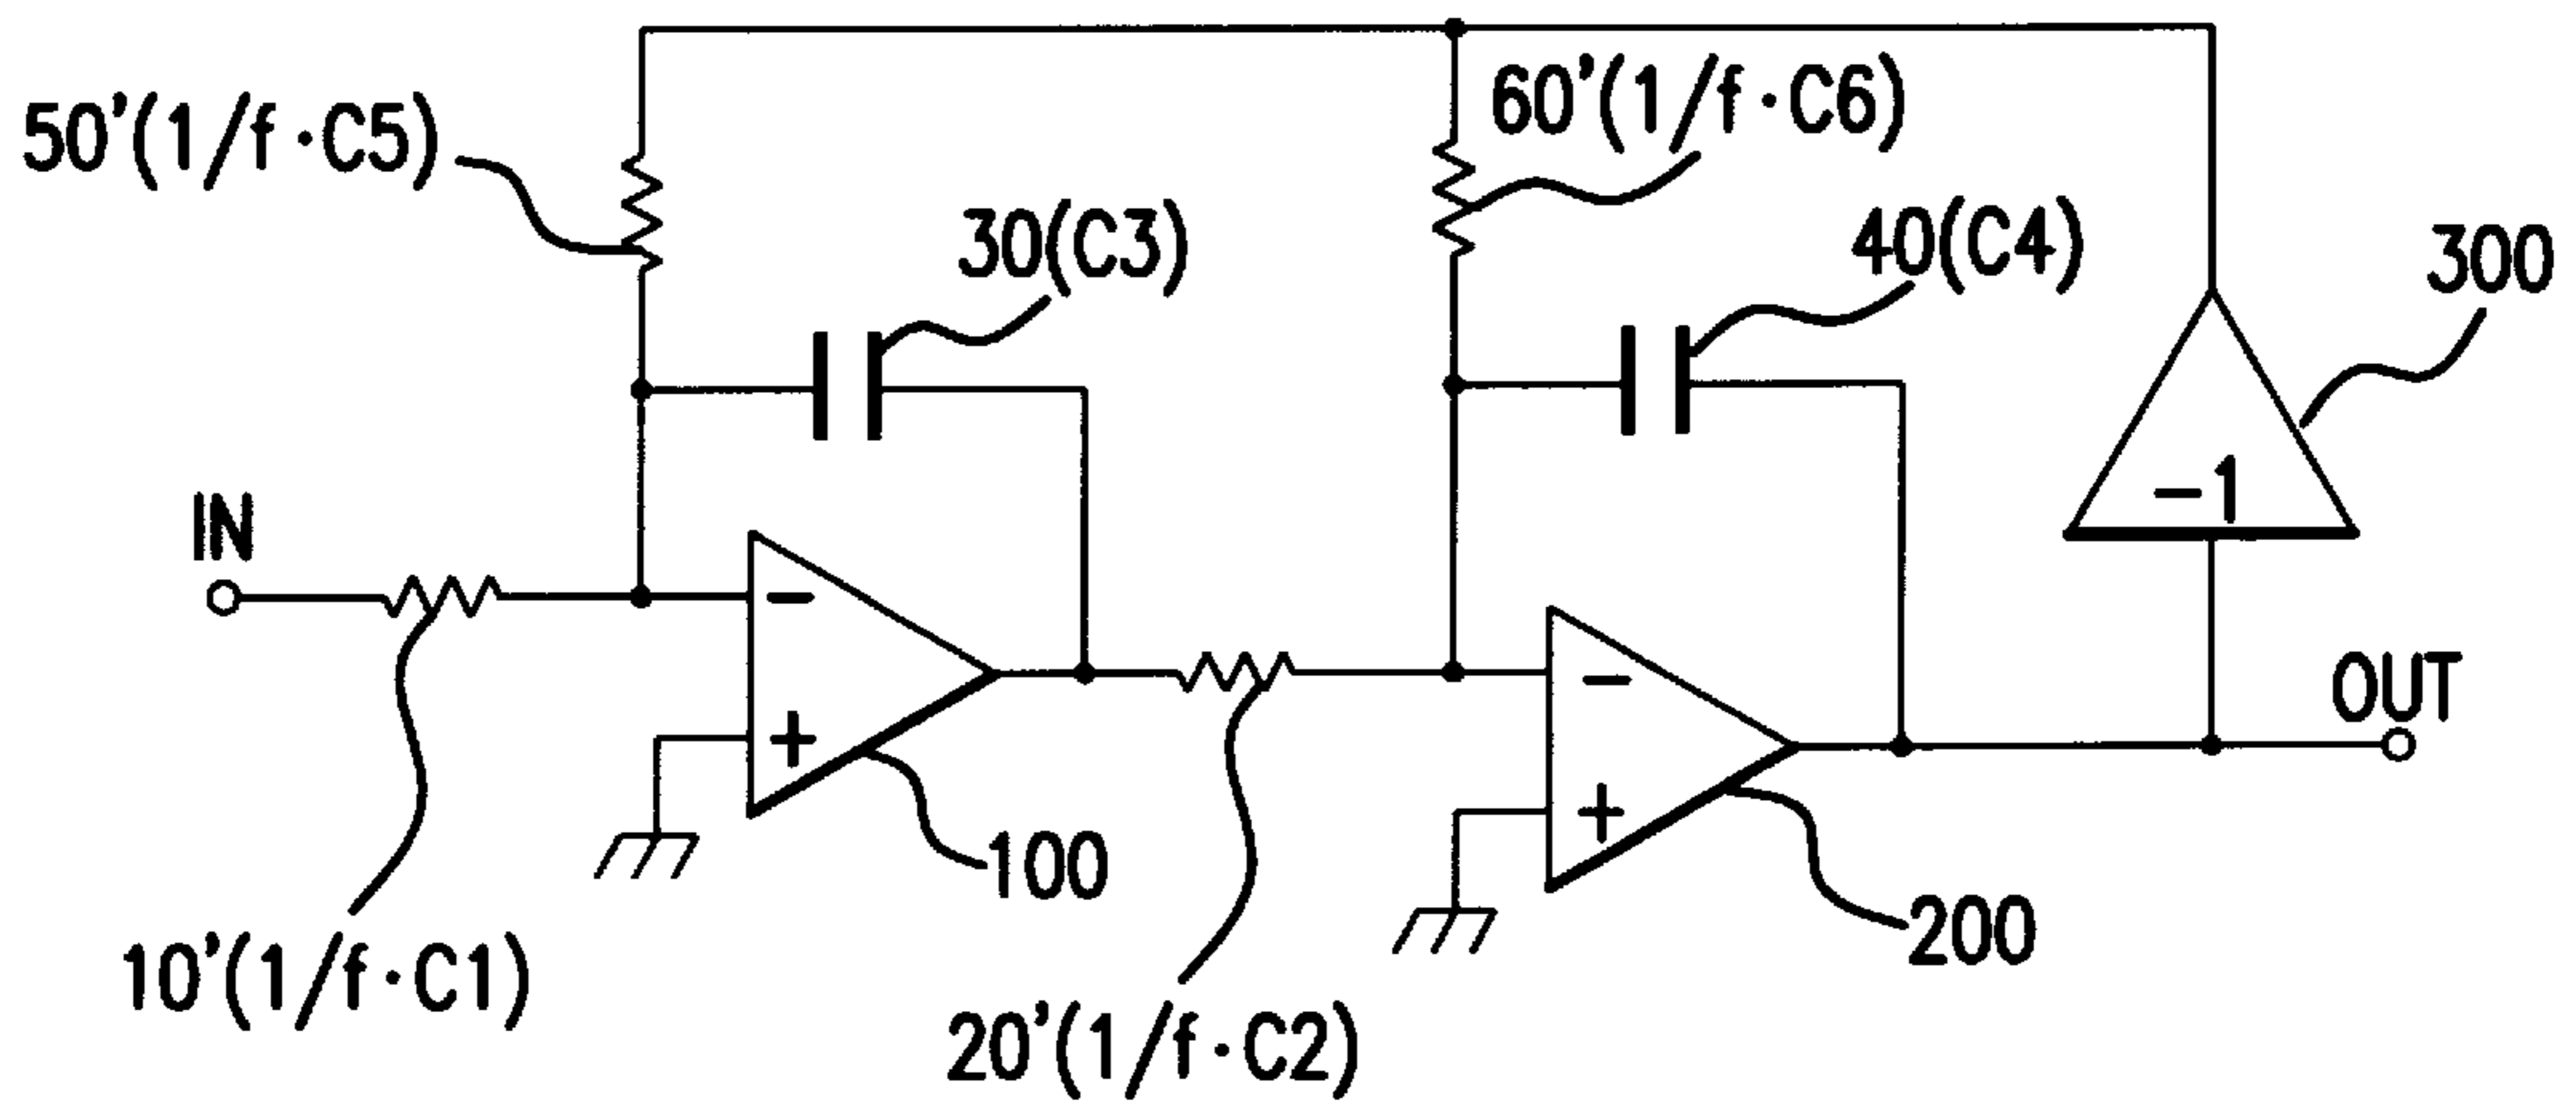 50'(1/f·C5)
60'(1/f·C6)
30(C3)
40(C4)
300
IN
-1
−
+
−
+
OUT
100
200
10'(1/f·C1)
20'(1/f·C2)